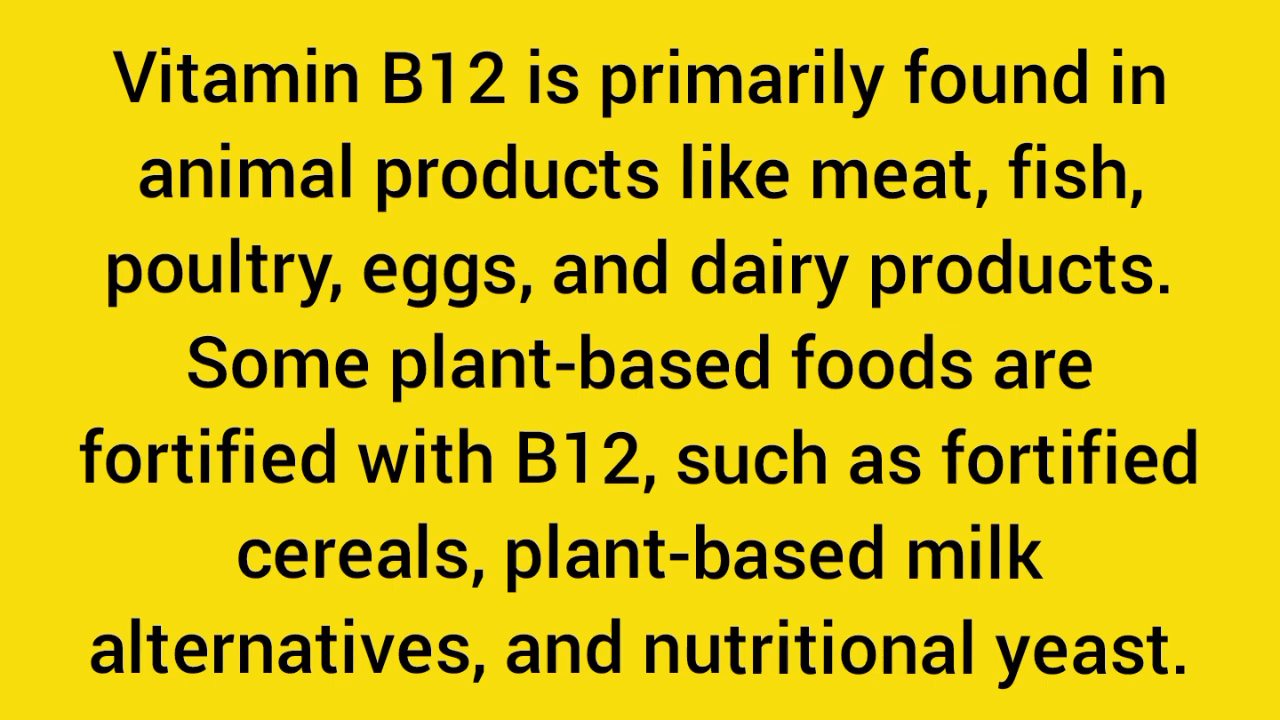 Vitamin B12 is primarily found in
animal products like meat, fish,
poultry, eggs, and dairy products.
Some plant-based foods are
fortified with B12, such as fortified
cereals, plant-based milk
alternatives, and nutritional yeast.